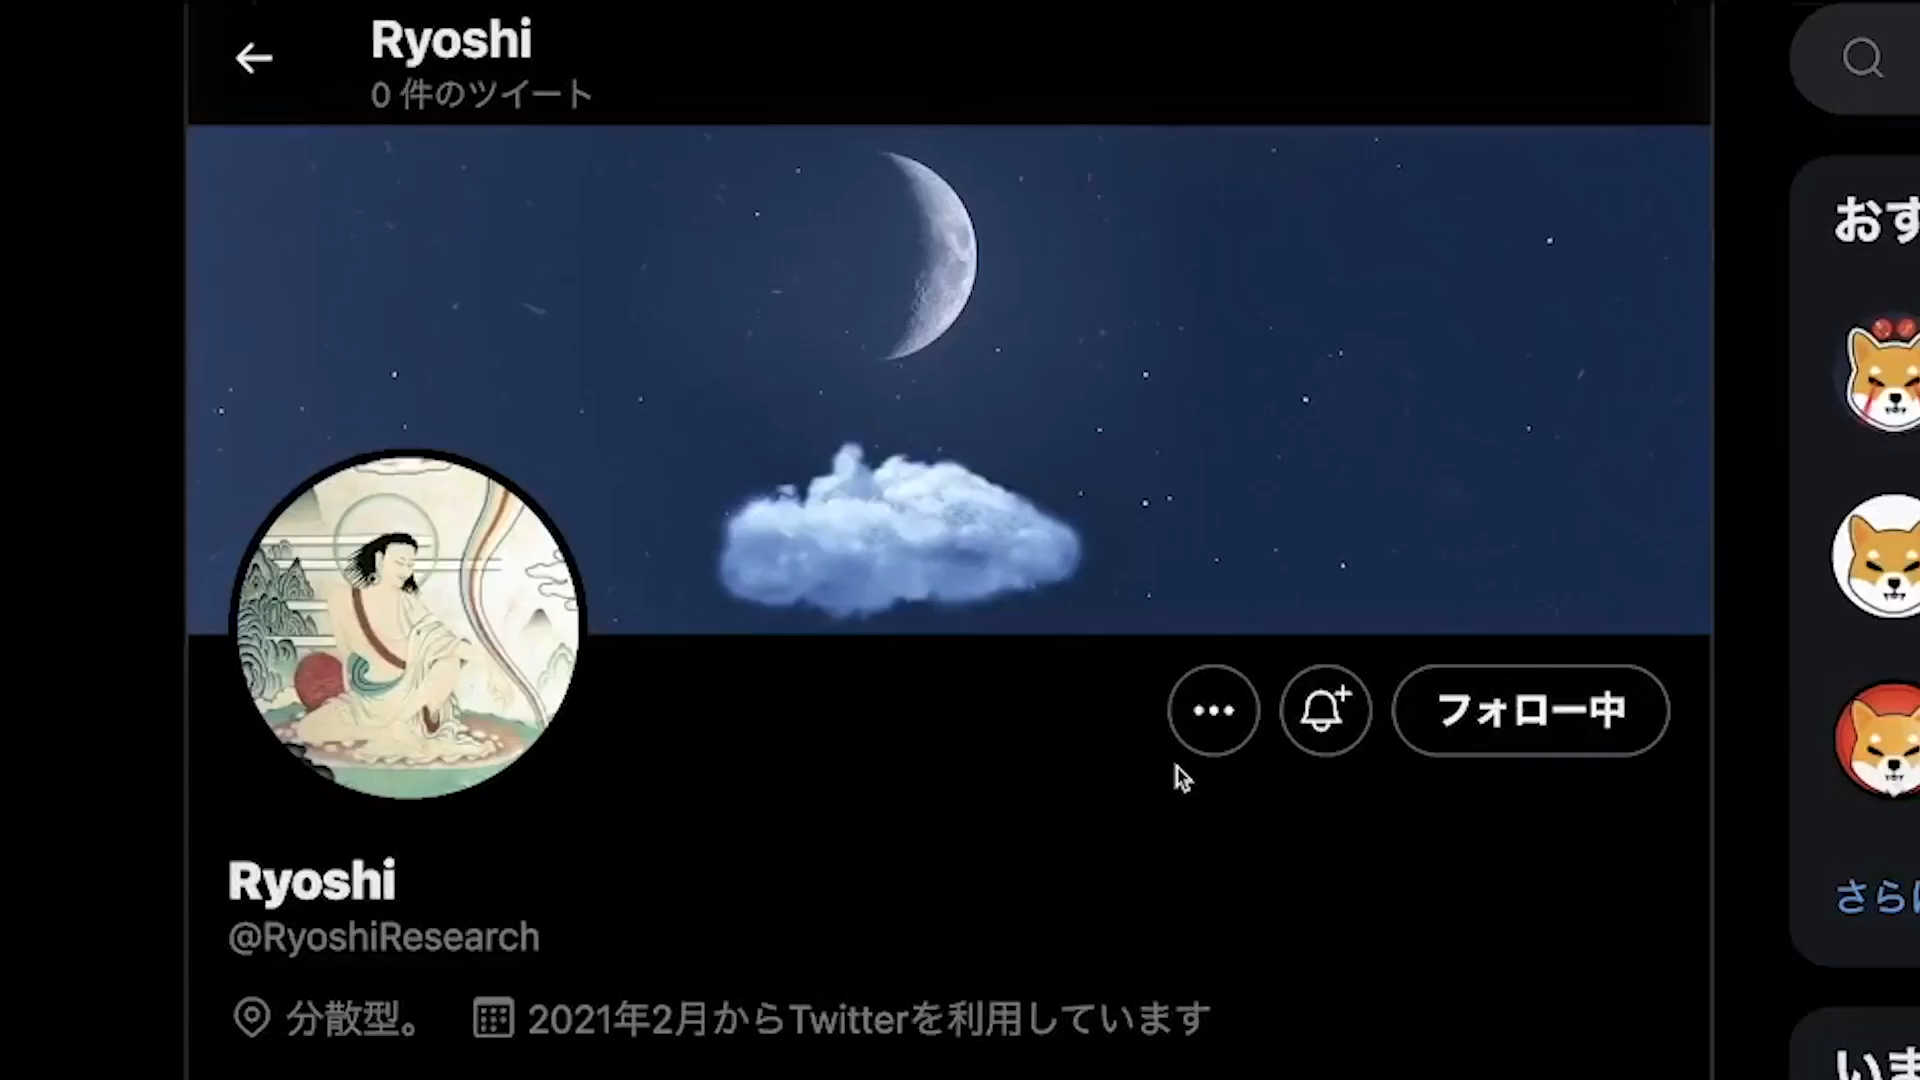 Ryoshi
0 件のツイート
おす
フォロー中
Ryoshi
@RyoshiResearch
さらに
分散型。 2021年2月からTwitterを利用しています
いま